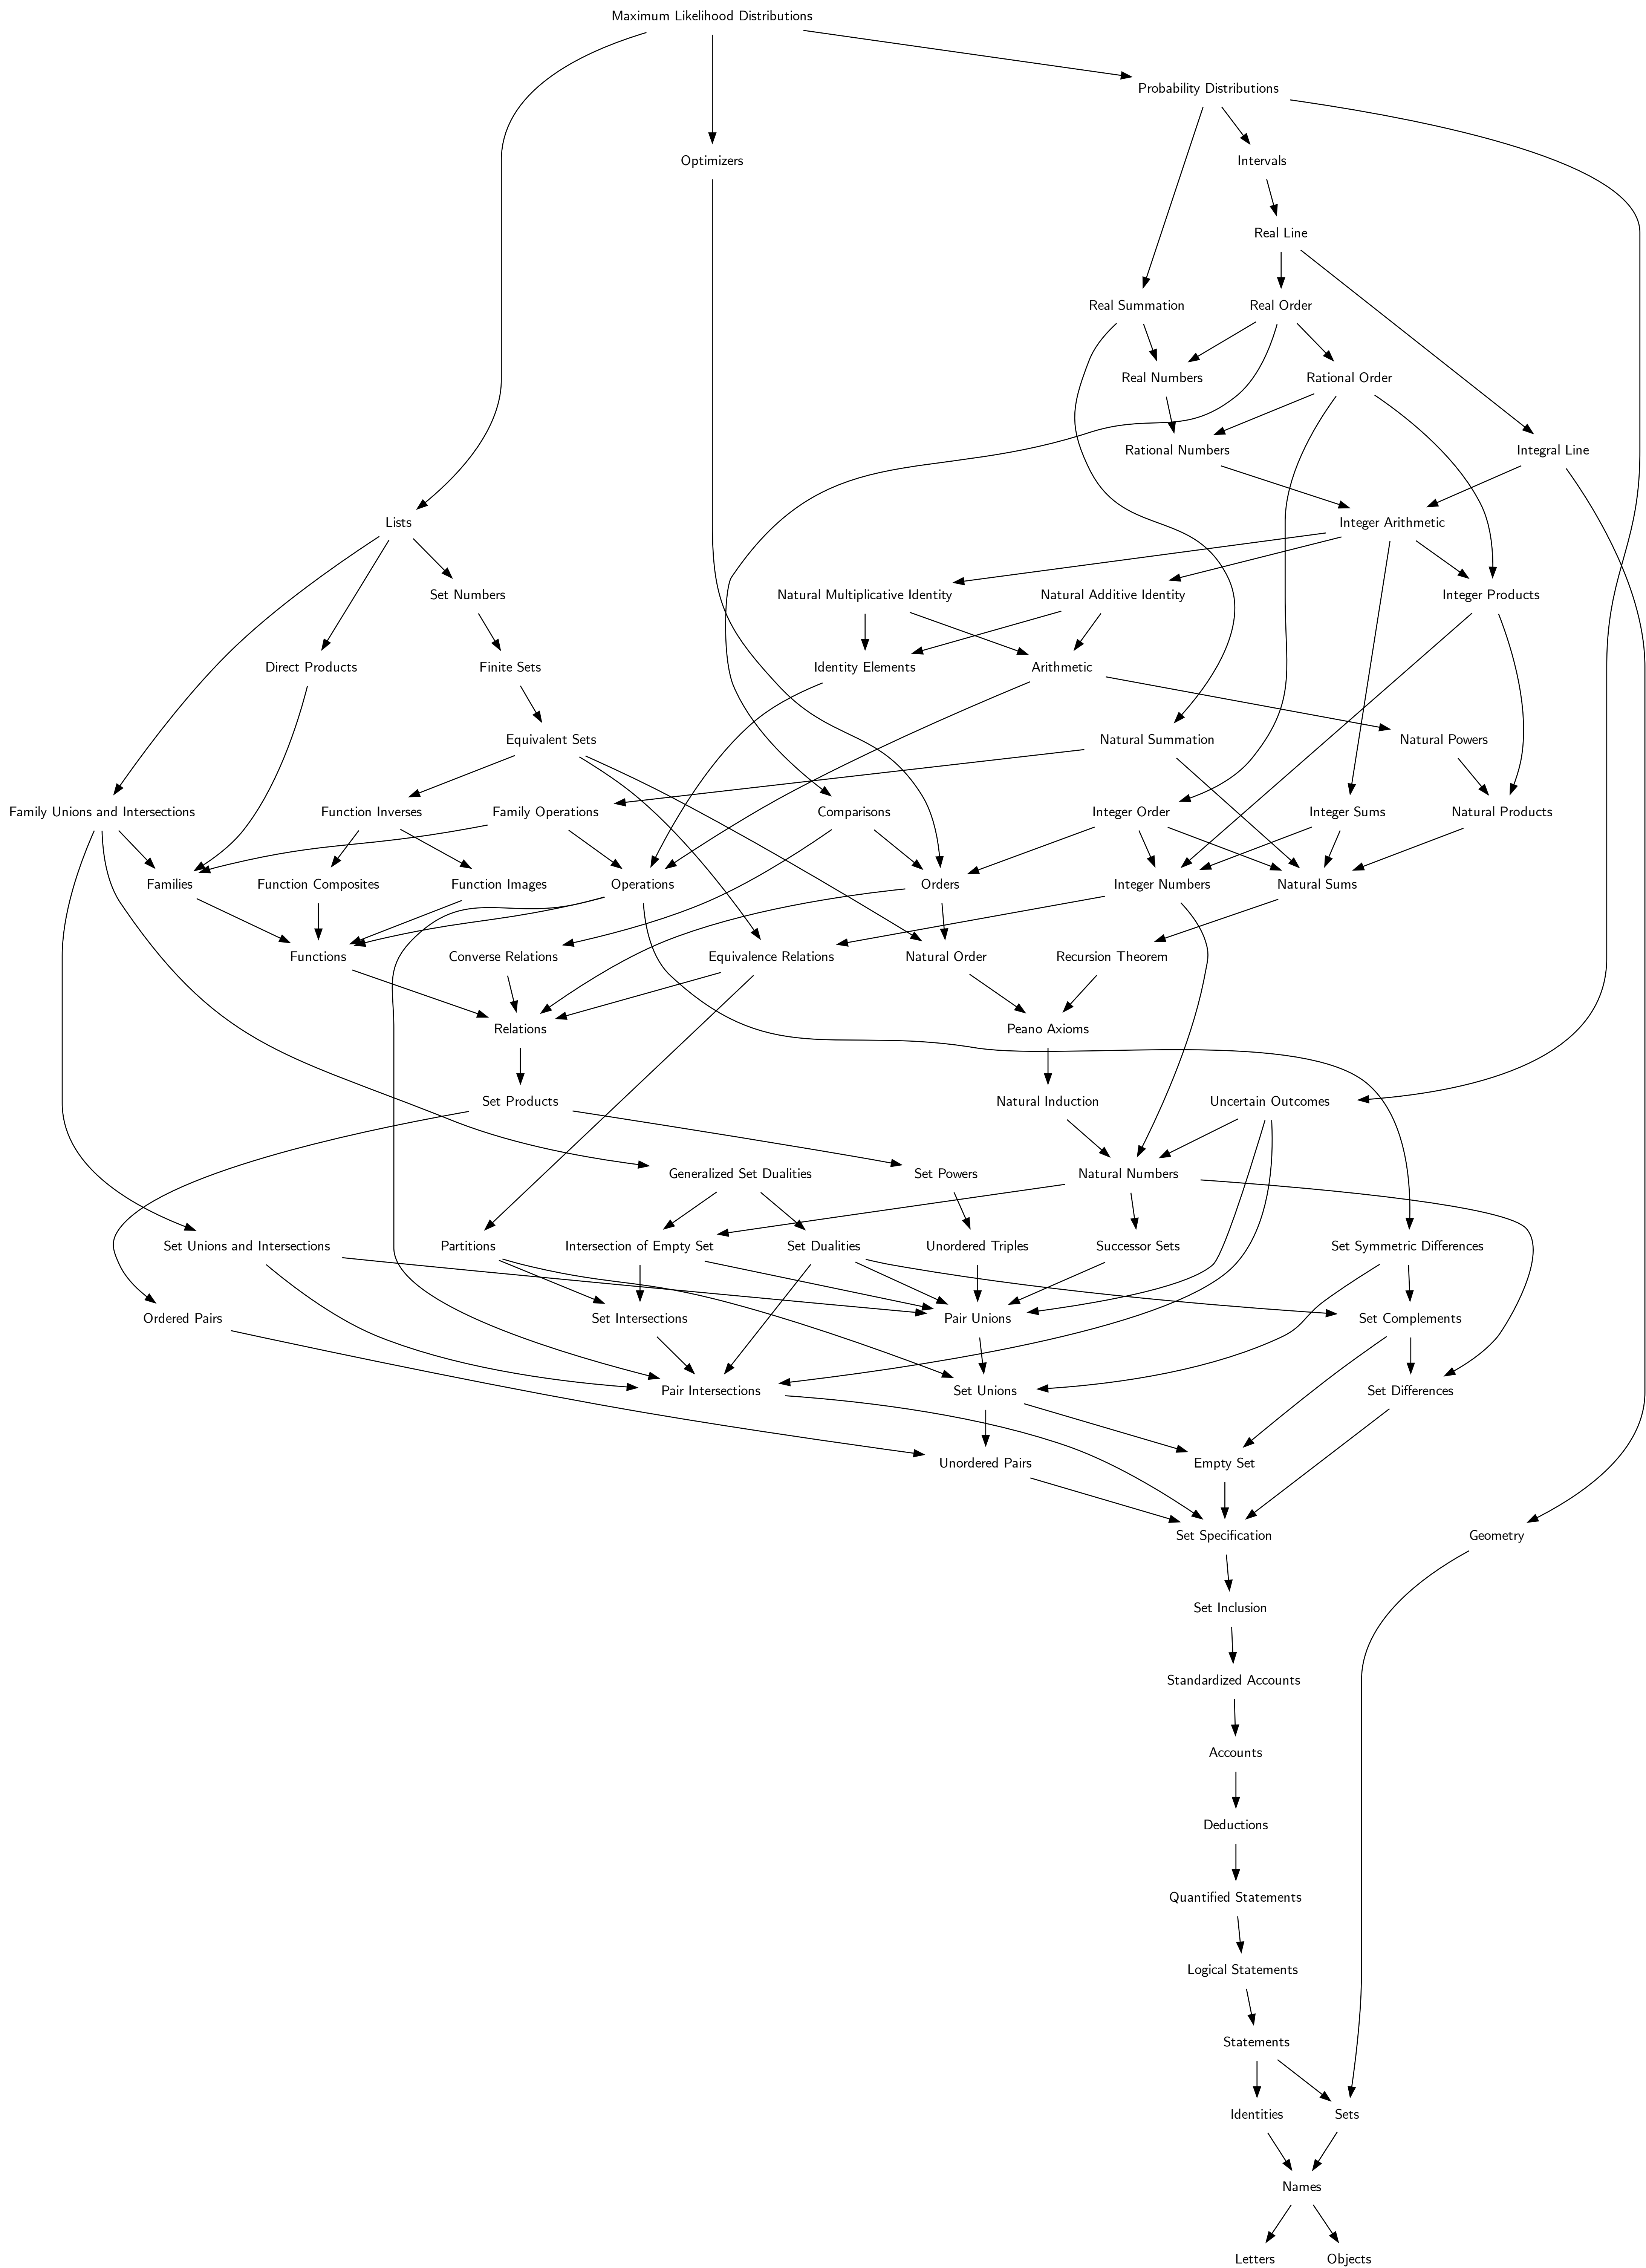 Maximum Likelihood Distributions
Probability Distributions
Optimizers
Intervals
Real Line
Real Summation
Real Order
Real Numbers
Rational Order
Rational Numbers
Integral Line
Lists
Integer Arithmetic
Set Numbers
Natural Multiplicative Identity
Natural Additive Identity
Integer Products
Direct Products
Finite Sets
Identity Elements
Arithmetic
Equivalent Sets
Natural Summation
Natural Powers
Family Unions and Intersections
Function Inverses
Family Operations
Comparisons
Integer Order
Integer Sums
Natural Products
Families
Function Composites
Function Images
Operations
Orders
Integer Numbers
Natural Sums
Functions
Converse Relations
Equivalence Relations
Natural Order
Recursion Theorem
Relations
Peano Axioms
Set Products
Natural Induction
Uncertain Outcomes
Generalized Set Dualities
Set Powers
Natural Numbers
Set Unions and Intersections
Partitions
Intersection of Empty Set
Set Dualities
Unordered Triples
Successor Sets
Set Symmetric Differences
Ordered Pairs
Set Intersections
Pair Unions
Set Complements
Pair Intersections
Set Unions
Set Differences
Unordered Pairs
Empty Set
Set Specification
Geometry
Set Inclusion
Standardized Accounts
Accounts
Deductions
Quantified Statements
Logical Statements
Statements
Identities
Sets
Names
Letters
Objects